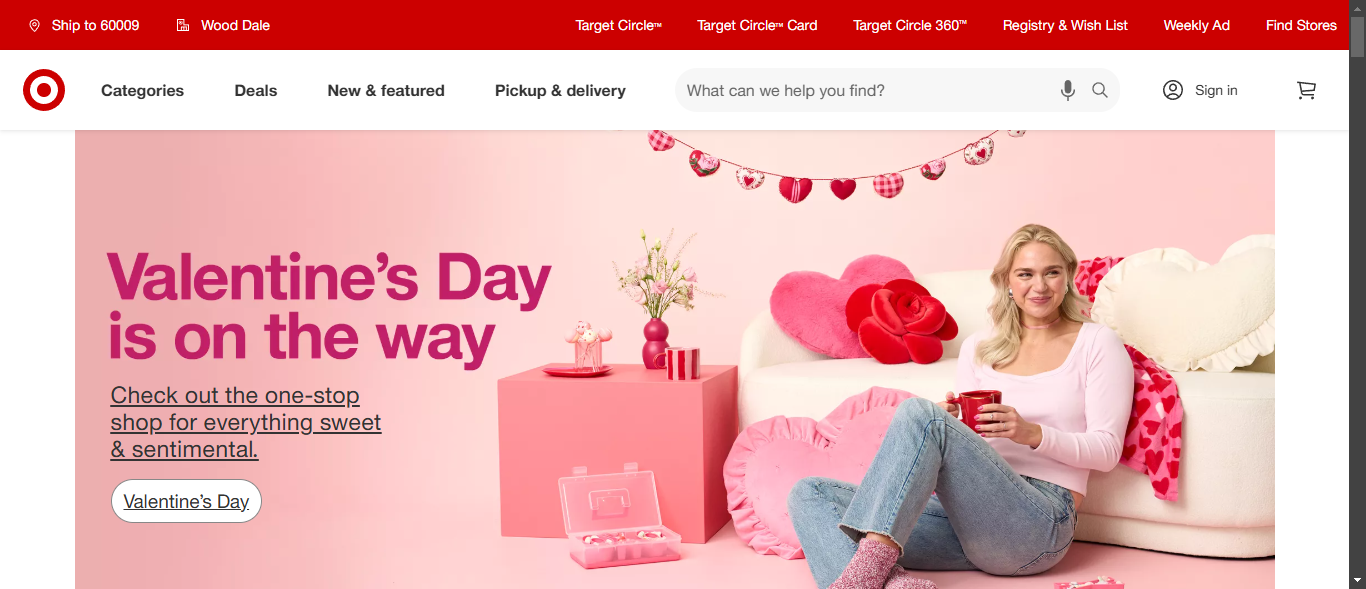 Ship to 60009
Wood Dale
Target Circle™
Target Circle™ Card
Target Circle 360™
Registry & Wish List
Weekly Ad
Find Stores
Categories
Deals
New & featured
Pickup & delivery
What can we help you find?
Sign in
Valentine’s Day
is on the way
Check out the one-stop
shop for everything sweet
& sentimental.
Valentine’s Day